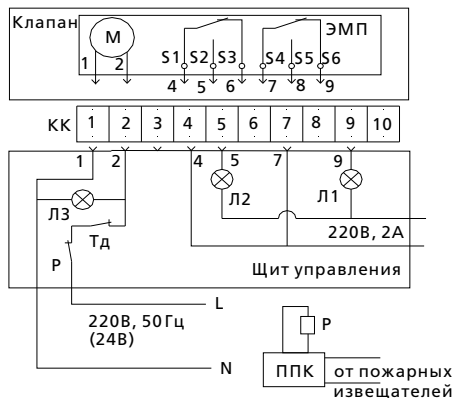 Клапан
ЭМП
М
1 2
S1 S2 S3 S4 S5 S6
4 5 6 7 8 9
КК 1 2 3 4 5 6 7 8 9 10
1 2 4 5 7 9
Л3 Л2 Л1
Тд
220В, 2А
Р
Щит управления
L
220В, 50Гц
(24В)
Р
N
ППК
от пожарных
извещателей